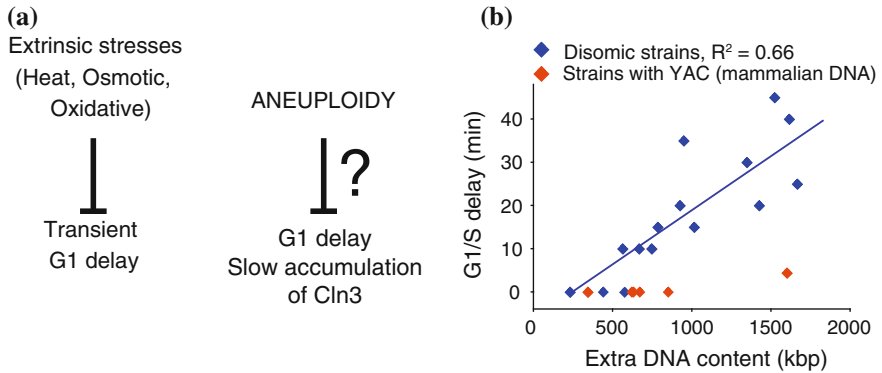 (a)
Extrinsic stresses
(Heat, Osmotic,
Oxidative)
Transient
G1 delay
ANEUPLOIDY
?
G1 delay
Slow accumulation
of Cln3
(b)
Disomic strains, R² = 0.66
Strains with YAC (mammalian DNA)
G1/S delay (min)
40
30
20
10
0
0 500 1000 1500 2000
Extra DNA content (kbp)